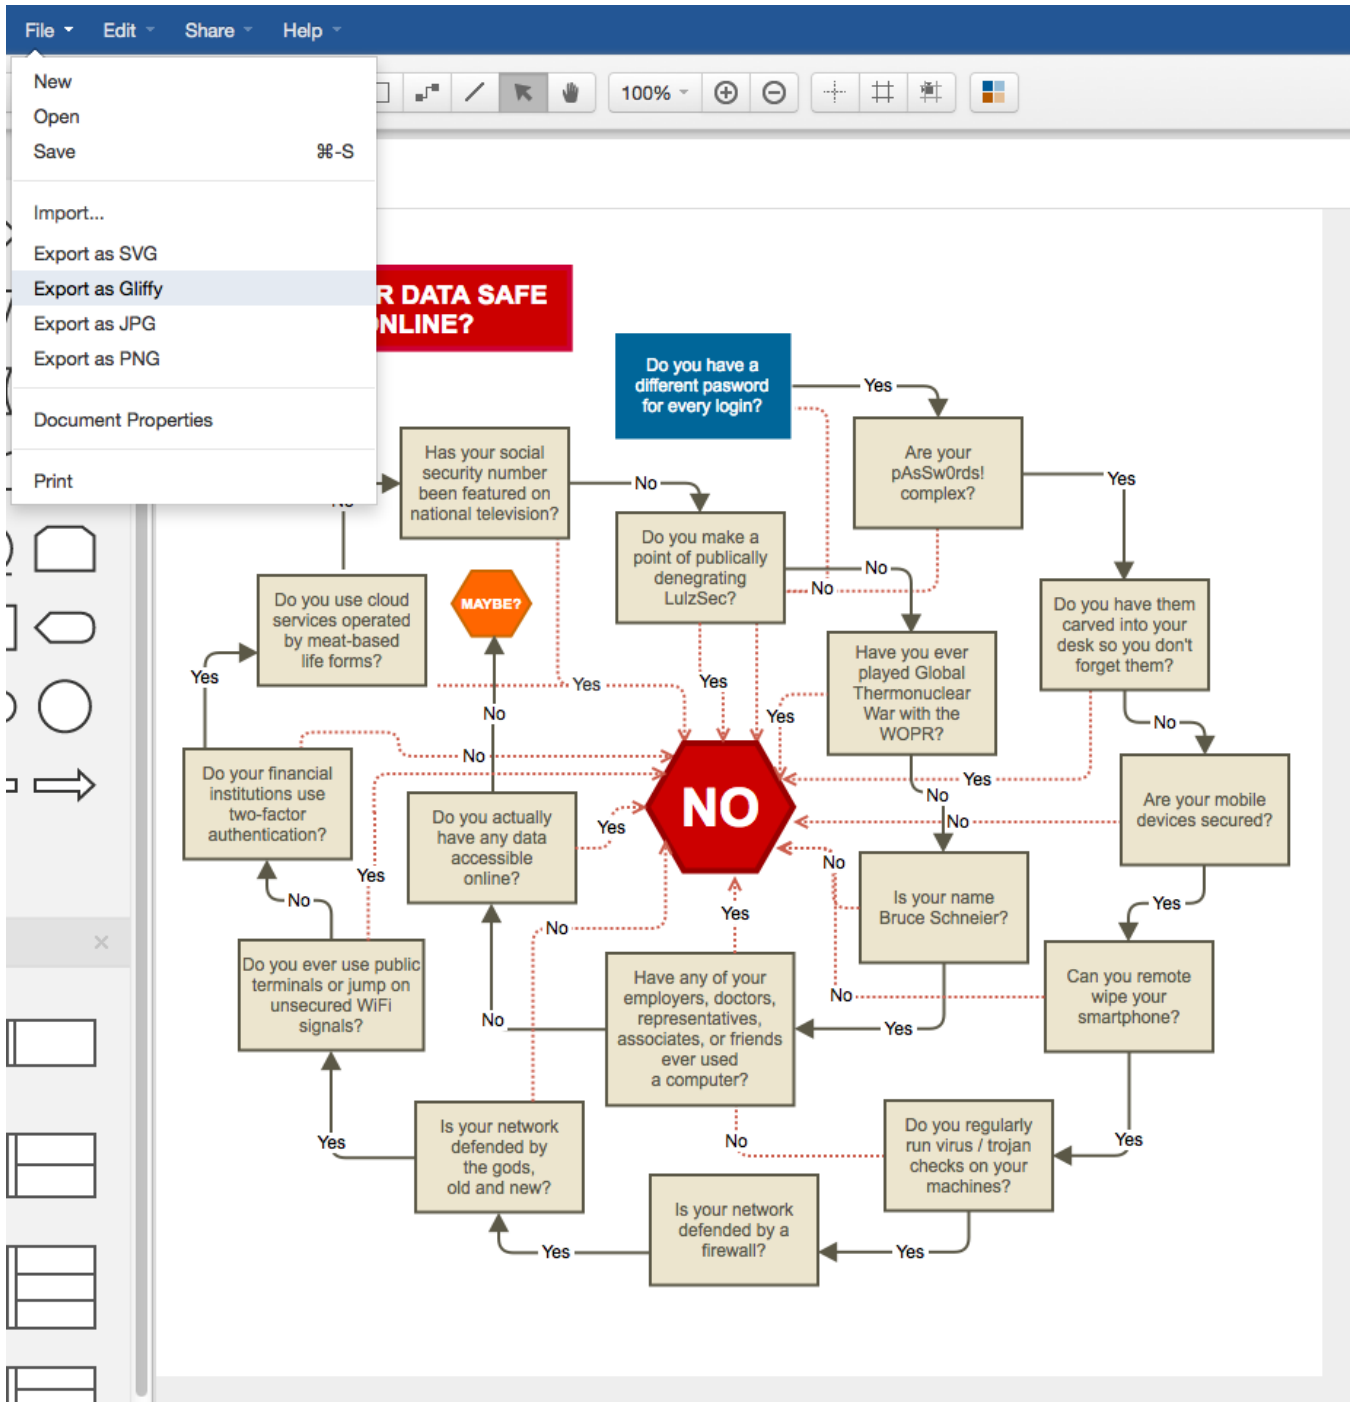 File Edit Share Help
New
Open
Save ⌘-S
Import...
Export as SVG
Export as Gliffy
Export as JPG
Export as PNG
Document Properties
Print
100%
R DATA SAFE
NLINE?
Do you have a
different pasword
for every login?
Yes
Are your
pAsSw0rds!
complex?
Yes
Has your social
security number
been featured on
national television?
No
Do you make a
point of publically
denegrating
LulzSec?
No
No
No
Do you have them
carved into your
desk so you don't
forget them?
MAYBE?
Do you use cloud
services operated
by meat-based
life forms?
Have you ever
played Global
Thermonuclear
War with the
WOPR?
Yes
Yes
Yes
Yes
No
No
No
Yes
NO
Do your financial
institutions use
two-factor
authentication?
Do you actually
have any data
accessible
online?
Yes
No
No
Are your mobile
devices secured?
Yes
No
Is your name
Bruce Schneier?
Yes
No
Yes
No
Do you ever use public
terminals or jump on
unsecured WiFi
signals?
Have any of your
employers, doctors,
representatives,
associates, or friends
ever used
a computer?
Can you remote
wipe your
smartphone?
No
No
Yes
Is your network
defended by
the gods,
old and new?
Do you regularly
run virus / trojan
checks on your
machines?
Yes
No
Yes
Is your network
defended by a
firewall?
Yes
Yes